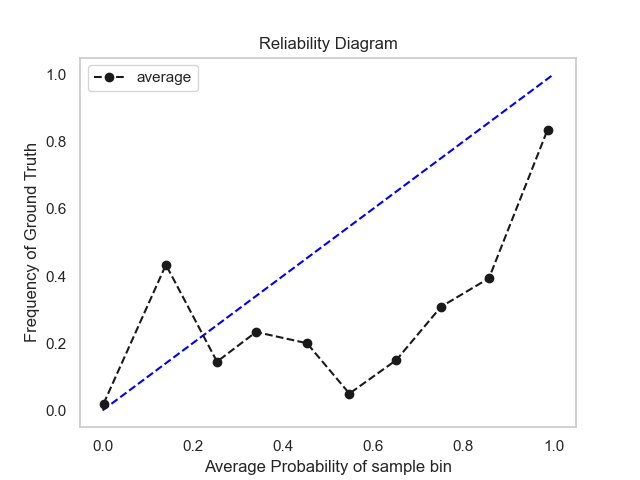 Reliability Diagram
average
Frequency of Ground Truth
1.0
0.8
0.6
0.4
0.2
0.0
0.0 0.2 0.4 0.6 0.8 1.0
Average Probability of sample bin